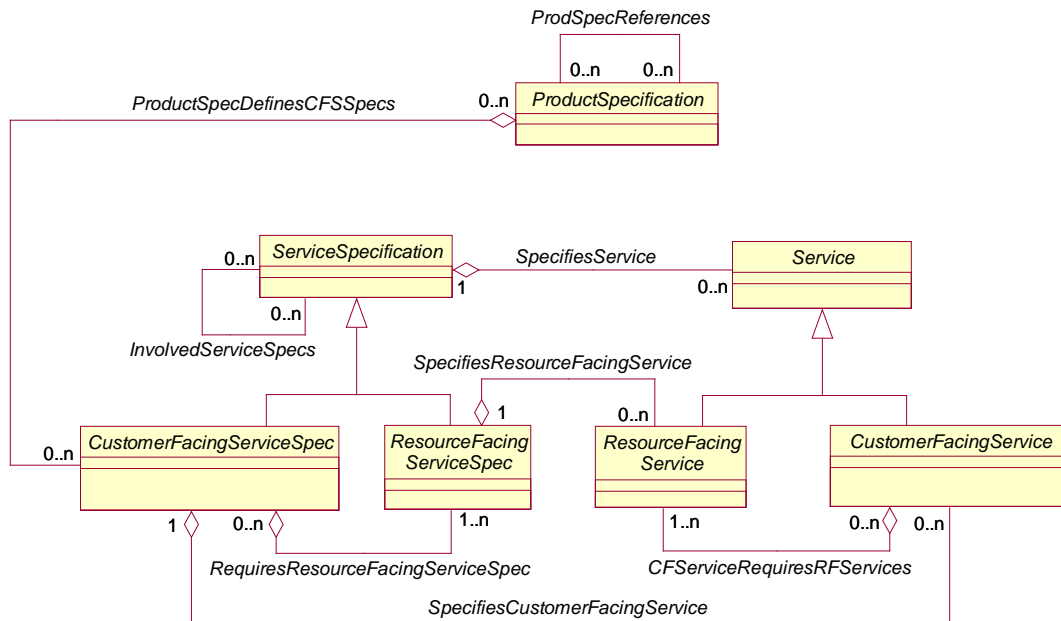 ProdSpecReferences
0..n 0..n
ProductSpecDefinesCFSSpecs
0..n
ProductSpecification
ServiceSpecification
SpecifiesService
Service
0..n
1
0..n
0..n
InvolvedServiceSpecs
SpecifiesResourceFacingService
1
0..n
CustomerFacingServiceSpec
ResourceFacing
ServiceSpec
ResourceFacing
Service
CustomerFacingService
0..n
1
0..n
1..n
1..n
0..n
0..n
RequiresResourceFacingServiceSpec
CFServiceRequiresRFServices
SpecifiesCustomerFacingService